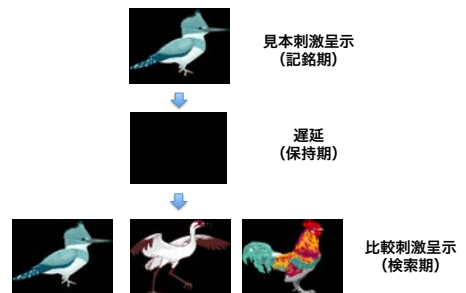 見本刺激呈示
（記銘期）
遅延
（保持期）
比較刺激呈示
（検索期）